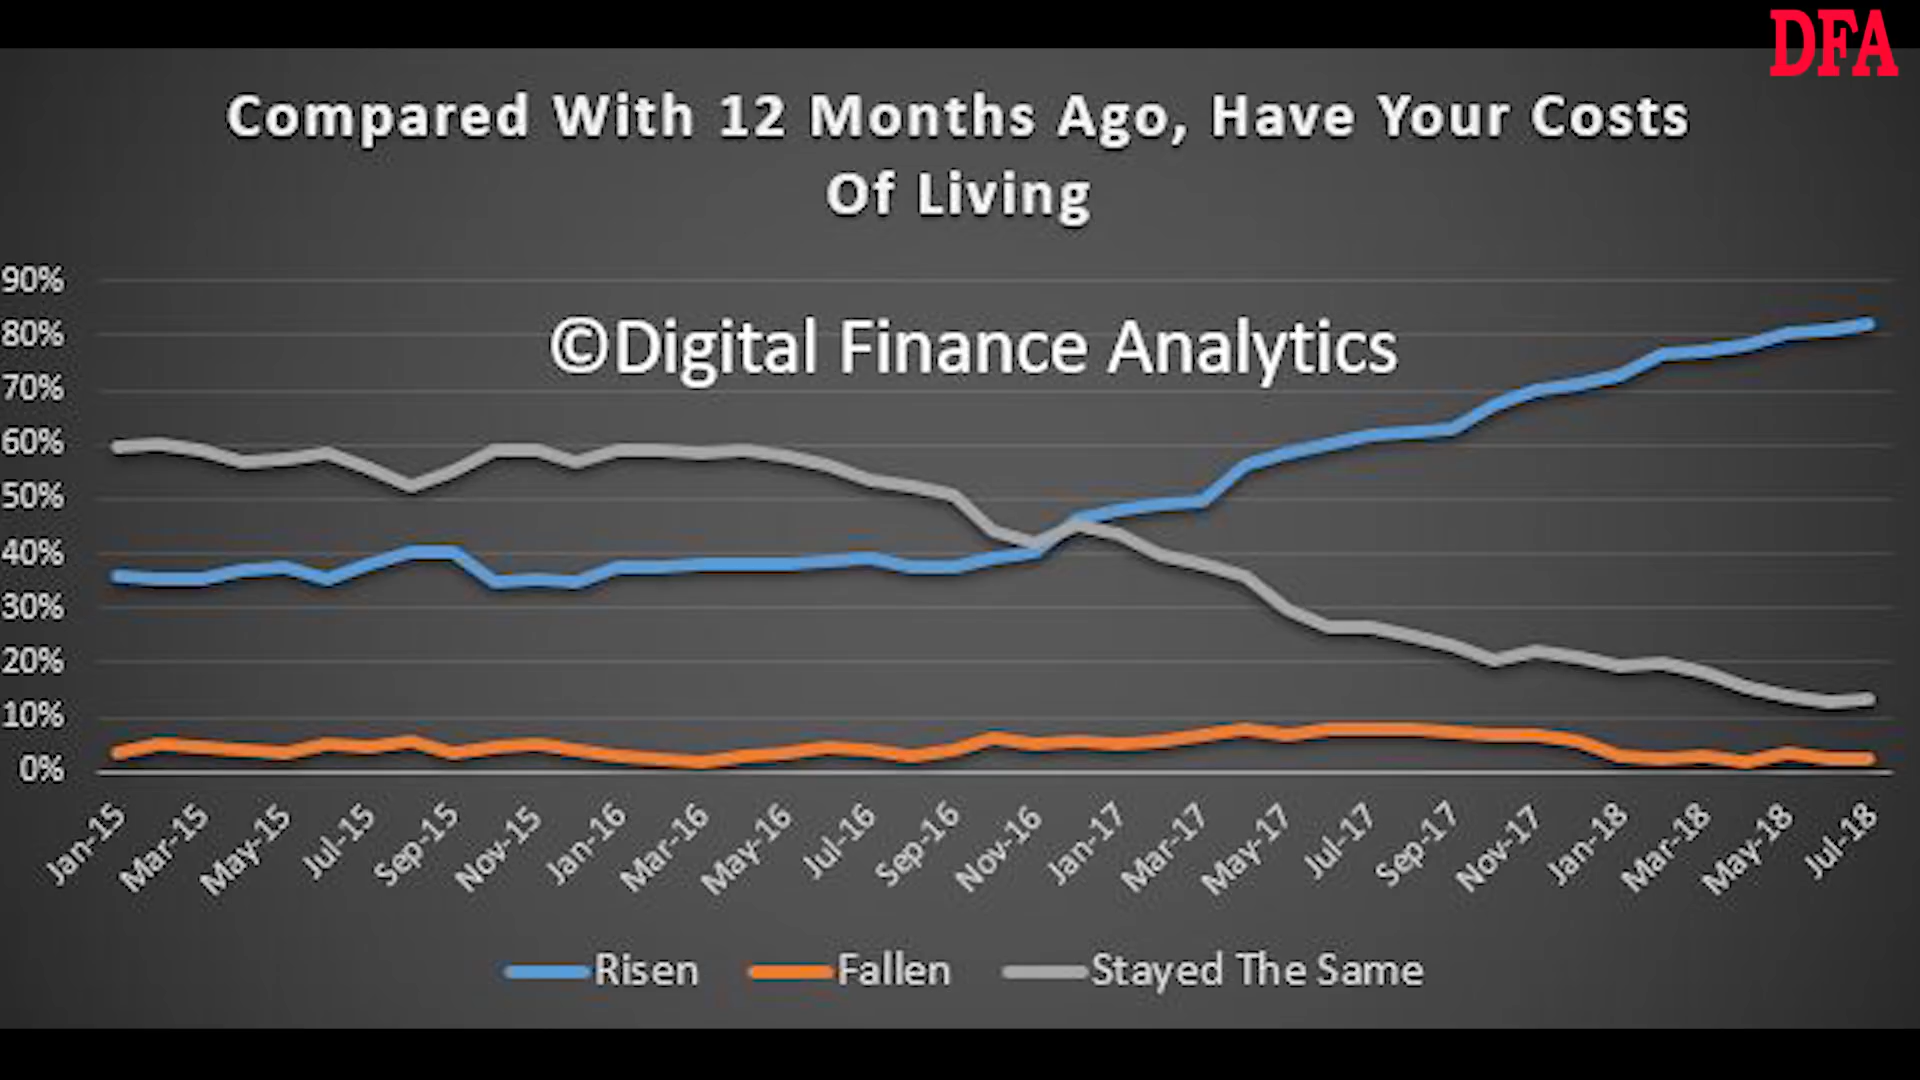 DFA
Compared With 12 Months Ago, Have Your Costs
Of Living
©Digital Finance Analytics
90%
80%
70%
60%
50%
40%
30%
20%
10%
0%
Jan-15
Mar-15
May-15
Jul-15
Sep-15
Nov-15
Jan-16
Mar-16
May-16
Jul-16
Sep-16
Nov-16
Jan-17
Mar-17
May-17
Jul-17
Sep-17
Nov-17
Jan-18
Mar-18
May-18
Jul-18
Risen Fallen Stayed The Same